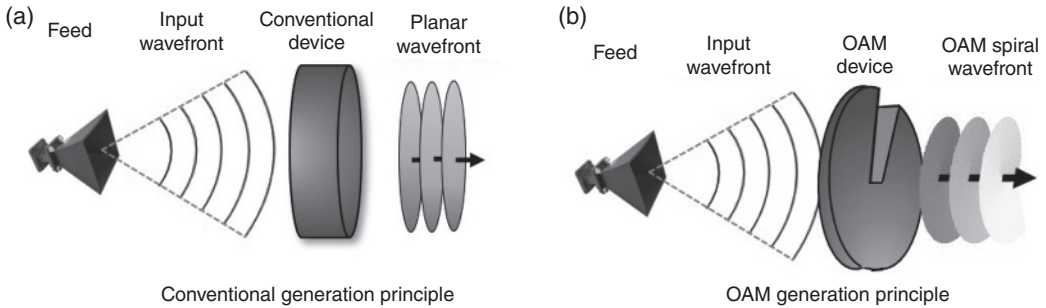 (a)
Feed
Input
wavefront
Conventional
device
Planar
wavefront
Conventional generation principle
(b)
Feed
Input
wavefront
OAM
device
OAM spiral
wavefront
OAM generation principle